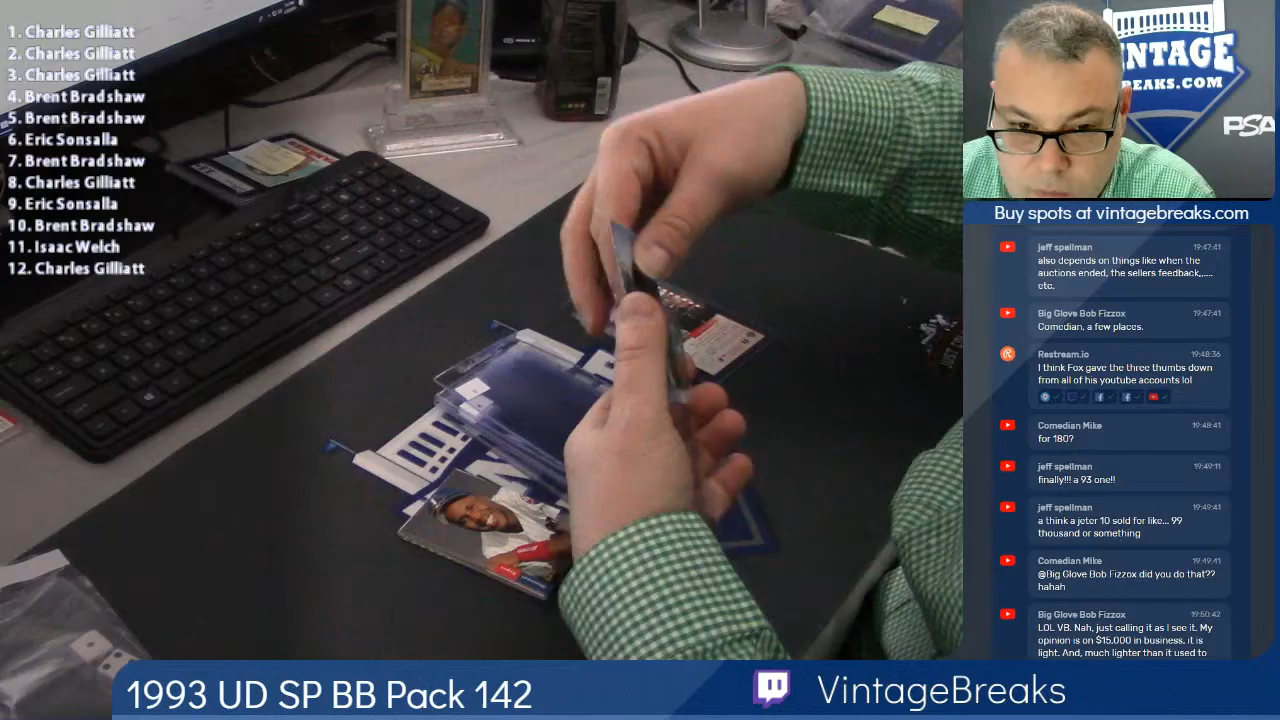 1. Charles Gilliatt
2. Charles Gilliatt
3. Charles Gilliatt
4. Brent Bradshaw
5. Brent Bradshaw
6. Eric Sonsalla
7. Brent Bradshaw
8. Charles Gilliatt
9. Eric Sonsalla
10. Brent Bradshaw
11. Isaac Welch
12. Charles Gilliatt
VINTAGE
BREAKS.COM
PSA
Buy spots at vintagebreaks.com
jeff spellman 19:47:41
also depends on things like when the
auctions ended, the sellers feedback,.....
etc.
Big Glove Bob Fizzox 19:47:41
Comedian, a few places.
Restream.io 19:48:36
I think Fox gave the three thumbs down
from all of his youtube accounts lol
Comedian Mike 19:48:41
for 180?
jeff spellman 19:49:11
finally!!! a 93 one!!
jeff spellman 19:49:41
a think a jeter 10 sold for like... 99
thousand or something
Comedian Mike 19:49:41
@Big Glove Bob Fizzox did you do that??
hahah
Big Glove Bob Fizzox 19:50:42
LOL VB. Nah, just calling it as I see it. My
opinion is on $15,000 in business, it is
light. And, much lighter than it used to
1993 UD SP BB Pack 142
VintageBreaks